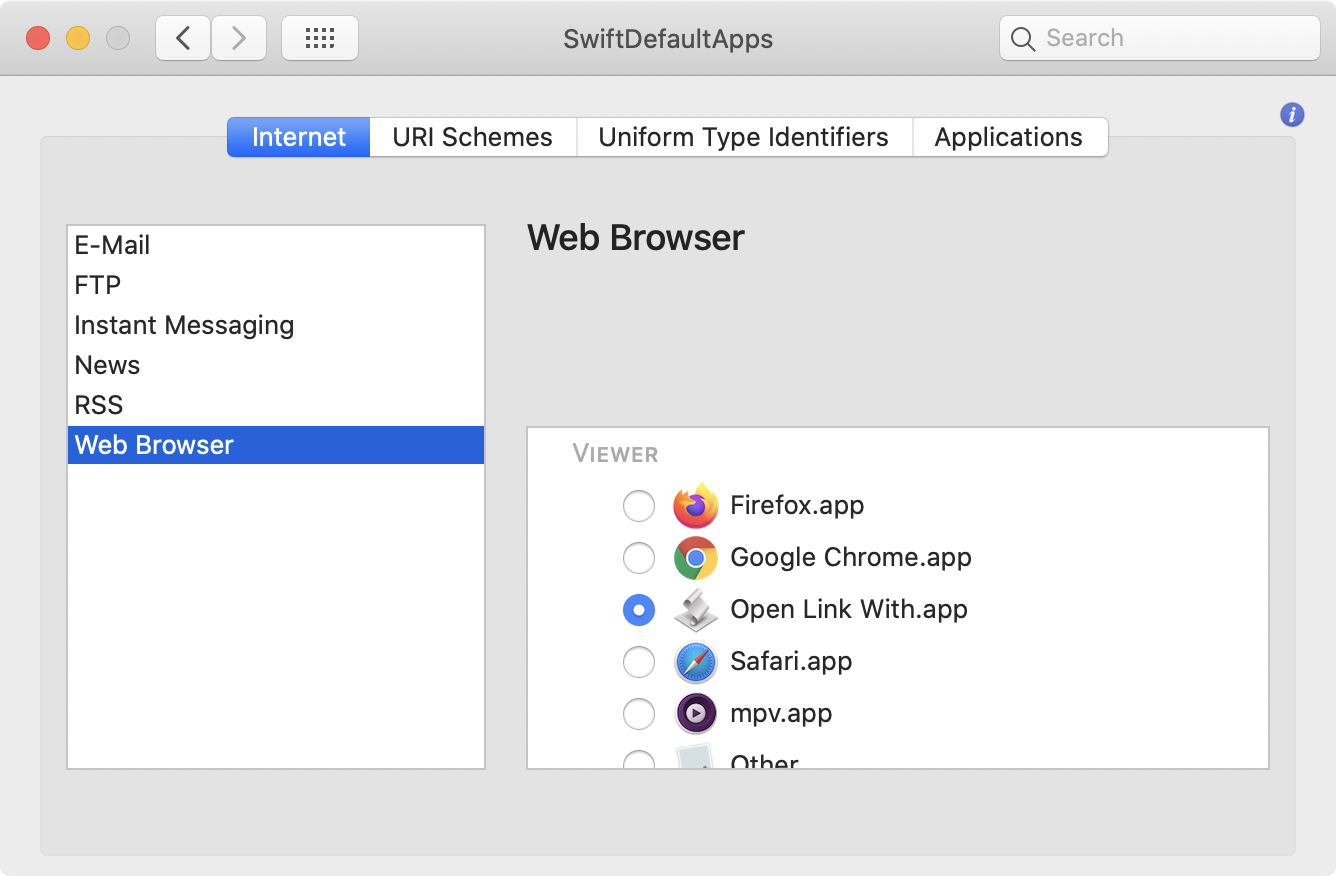 SwiftDefaultApps
Search
Internet
URI Schemes
Uniform Type Identifiers
Applications
i
E-Mail
FTP
Instant Messaging
News
RSS
Web Browser
Web Browser
Viewer
Firefox.app
Google Chrome.app
Open Link With.app
Safari.app
mpv.app
Other